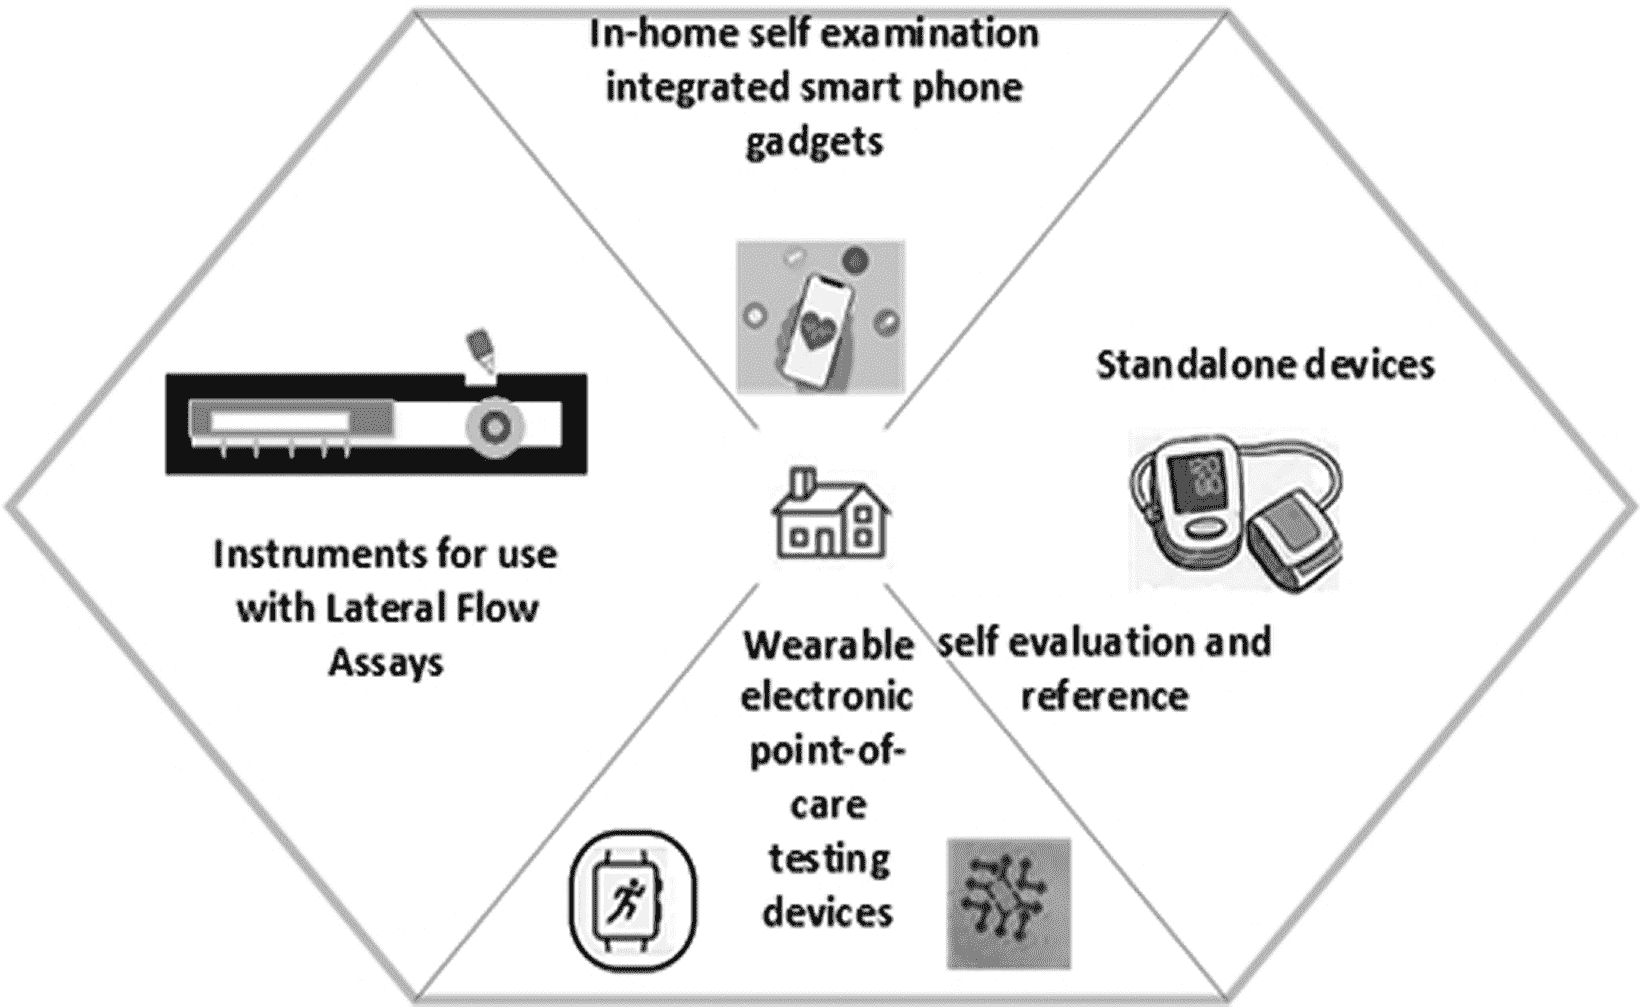 In-home self examination
integrated smart phone
gadgets
Standalone devices
self evaluation and
reference
Instruments for use
with Lateral Flow
Assays
Wearable
electronic
point-of-
care
testing
devices